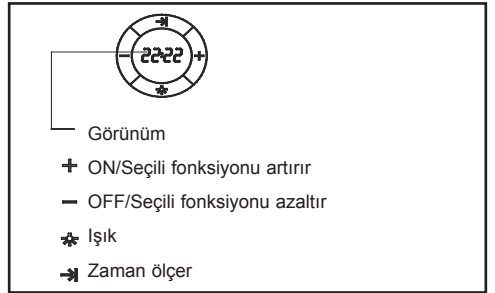 22:22
Görünüm
+ ON/Seçili fonksiyonu artırır
− OFF/Seçili fonksiyonu azaltır
Işık
Zaman ölçer